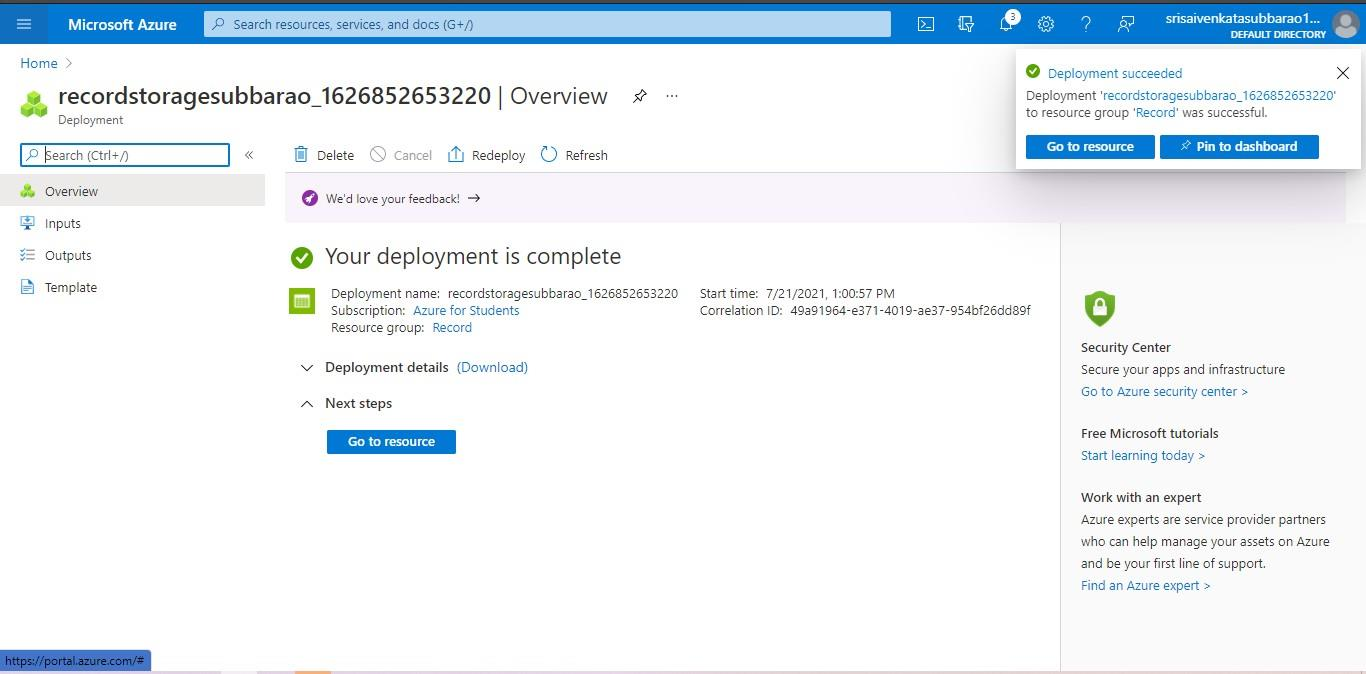 Microsoft Azure
Search resources, services, and docs (G+/)
3
srisaivenkatasubbarao1...
DEFAULT DIRECTORY
Home >
recordstoragesubbarao_1626852653220 | Overview
Deployment
Deployment succeeded
Deployment 'recordstoragesubbarao_1626852653220'
to resource group 'Record' was successful.
Go to resource
Pin to dashboard
Search (Ctrl+/)
«
Overview
Inputs
Outputs
Template
Delete
Cancel
Redeploy
Refresh
We'd love your feedback! →
Your deployment is complete
Deployment name: recordstoragesubbarao_1626852653220
Subscription: Azure for Students
Resource group: Record
Start time: 7/21/2021, 1:00:57 PM
Correlation ID: 49a91964-e371-4019-ae37-954bf26dd89f
Deployment details (Download)
Next steps
Go to resource
Security Center
Secure your apps and infrastructure
Go to Azure security center >
Free Microsoft tutorials
Start learning today >
Work with an expert
Azure experts are service provider partners
who can help manage your assets on Azure
and be your first line of support.
Find an Azure expert >
https://portal.azure.com/#